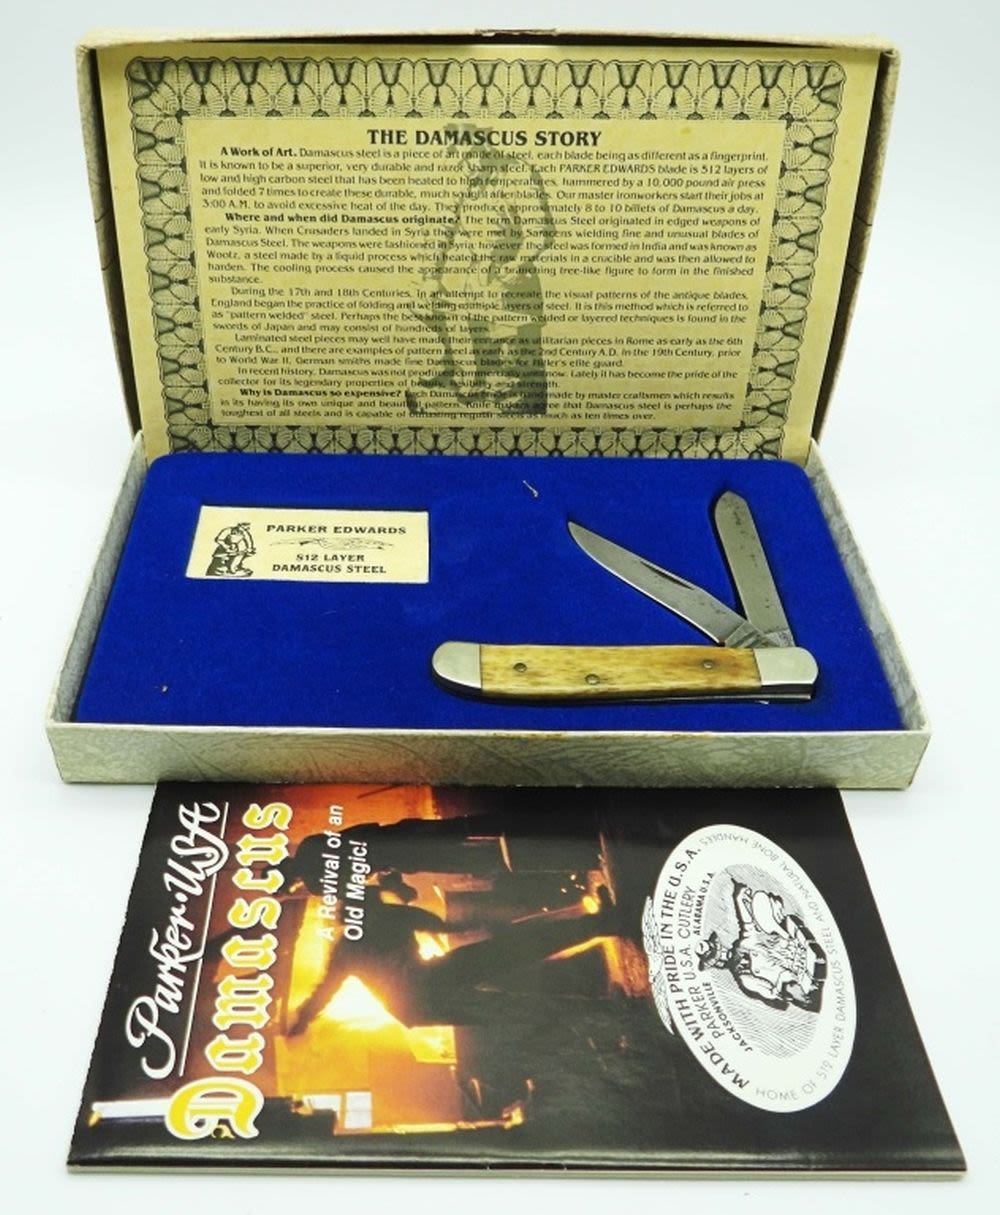 THE DAMASCUS STORY
A Work of Art. Damascus steel is a piece of art made of steel, each blade being as different as a fingerprint.
It is known to be a superior, very durable and razor sharp steel. Each PARKER EDWARDS blade is 512 layers of
low and high carbon steel that has been heated to high temperatures, hammered by a 10,000 pound air press
and folded 7 times to create these durable, much sought after blades. Our master ironworkers start their jobs at
3:00 A.M. to avoid excessive heat of the day. They produce approximately 8 to 10 billets of Damascus a day.
Where and when did Damascus originate? The term Damascus Steel originated in edged weapons of
early Syria. When Crusaders landed in Syria they were met by Saracens wielding fine and unusual blades of
Damascus Steel. The weapons were fashioned in Syria however, the steel was formed in India and was known as
Wootz, a steel made by a liquid process which heated the raw materials in a crucible and was then allowed to
harden. The cooling process caused the appearance of a branching tree-like figure to form in the finished
substance.
During the 17th and 18th Centuries, in an attempt to recreate the visual patterns of the antique blades,
England began the practice of folding and welding multiple layers of steel. It is this method which is referred to
as "pattern welded" steel. Perhaps the best known of the pattern welded or layered techniques is found in the
swords of Japan and may consist of hundreds of layers.
Laminated steel pieces may well have made their entrance as utilitarian pieces in Rome as early as the 6th
Century B.C., and there are examples of pattern steel as early as the 2nd Century A.D. In the 19th Century, prior
to World War II, German smiths made fine Damascus blades for Hitler's elite guard.
In recent history, Damascus was not produced commercially until now. Lately it has become the pride of the
collector for its legendary properties of beauty, flexibility and strength.
Why is Damascus so expensive? Each Damascus blade is hand made by master craftsmen which results
in its having its own unique and beautiful pattern. Knife makers agree that Damascus steel is perhaps the
toughest of all steels and is capable of outlasting regular steels as much as ten times over.
PARKER EDWARDS
512 LAYER
DAMASCUS STEEL
Parker-USA
Damascus
A Revival of an
Old Magic!
MADE WITH PRIDE IN THE U.S.A.
PARKER U.S.A. CUTLERY
JACKSONVILLE ALABAMA U.S.A.
HOME OF 512 LAYER DAMASCUS STEEL AND NATURAL BONE HANDLES